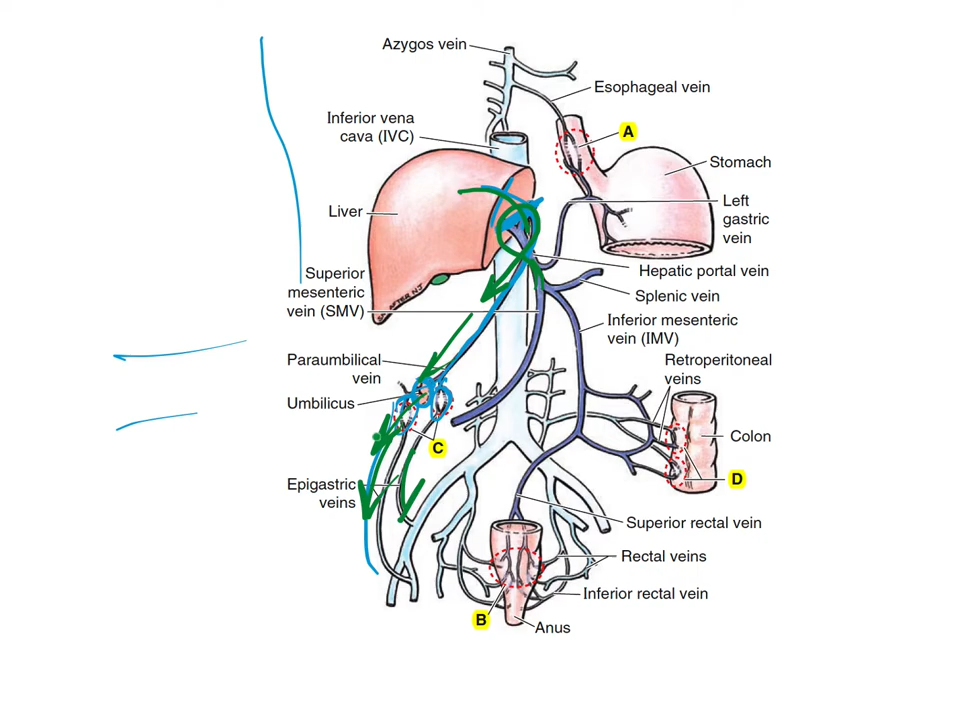 Azygos vein
Esophageal vein
Inferior vena
cava (IVC)
A
Stomach
Liver
Left
gastric
vein
Hepatic portal vein
Superior
mesenteric
vein (SMV)
Splenic vein
Inferior mesenteric
vein (IMV)
Paraumbilical
vein
Retroperitoneal
veins
Umbilicus
C
Colon
D
Epigastric
veins
Superior rectal vein
Rectal veins
Inferior rectal vein
B
Anus
AFTER NJ